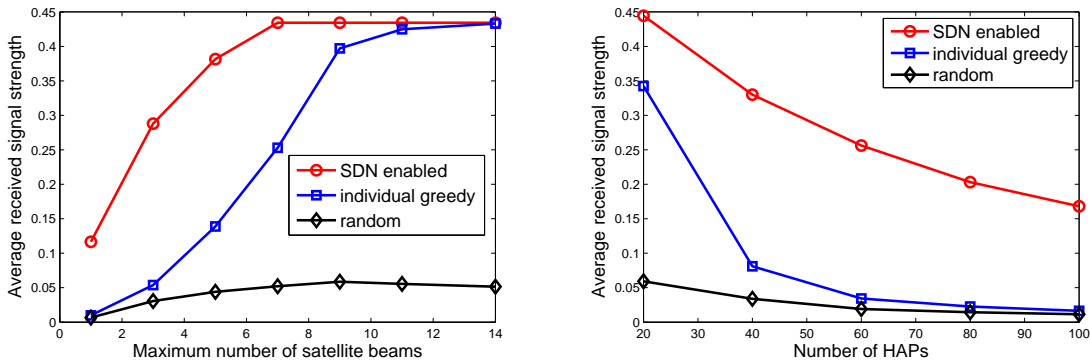 0.45
0.4
0.35
0.3
0.25
0.2
0.15
0.1
0.05
0
0 2 4 6 8 10 12 14
Average received signal strength
Maximum number of satellite beams
SDN enabled
individual greedy
random
0.45
0.4
0.35
0.3
0.25
0.2
0.15
0.1
0.05
0
20 30 40 50 60 70 80 90 100
Average received signal strength
Number of HAPs
SDN enabled
individual greedy
random